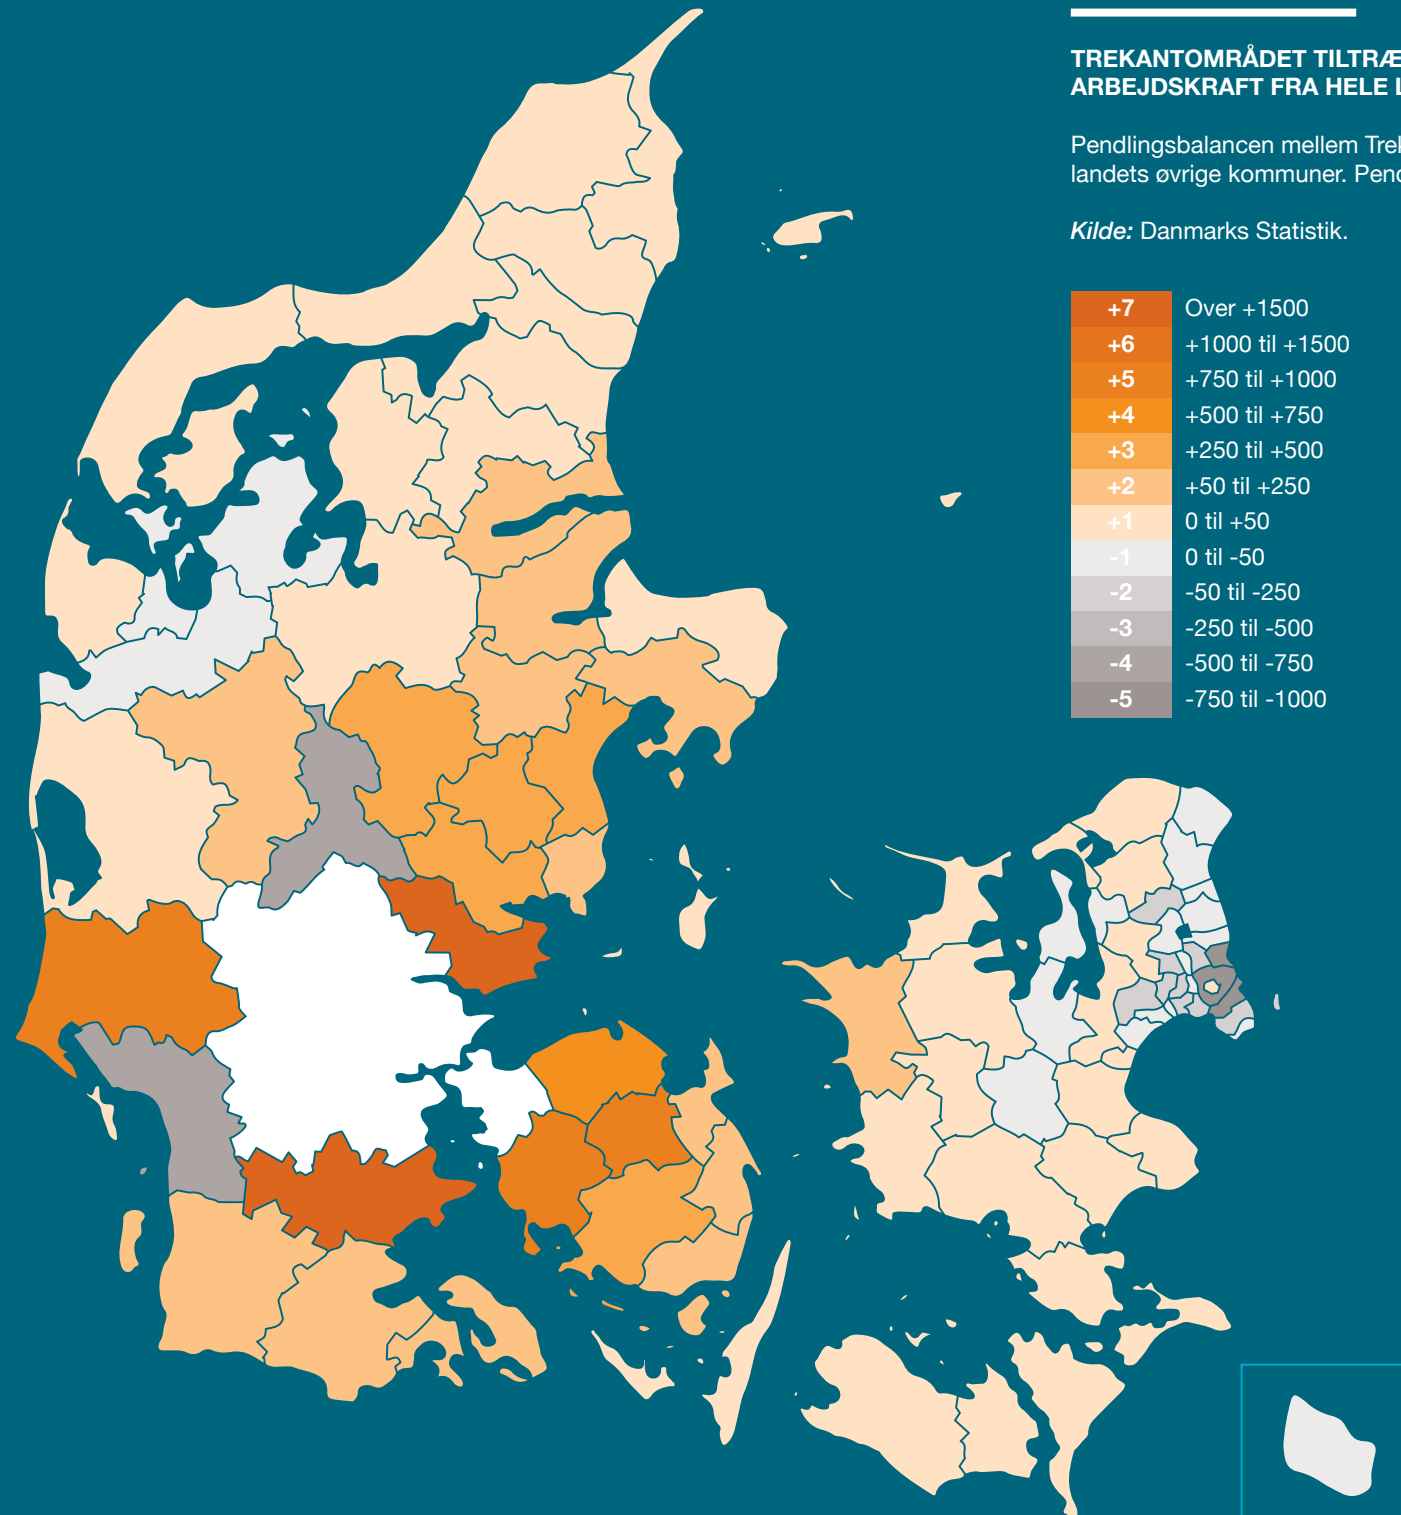 TREKANTOMRÅDET TILTRÆ
ARBEJDSKRAFT FRA HELE L
Pendlingsbalancen mellem Trek
landets øvrige kommuner. Pend
Kilde: Danmarks Statistik.
+7 Over +1500
+6 +1000 til +1500
+5 +750 til +1000
+4 +500 til +750
+3 +250 til +500
+2 +50 til +250
+1 0 til +50
-1 0 til -50
-2 -50 til -250
-3 -250 til -500
-4 -500 til -750
-5 -750 til -1000